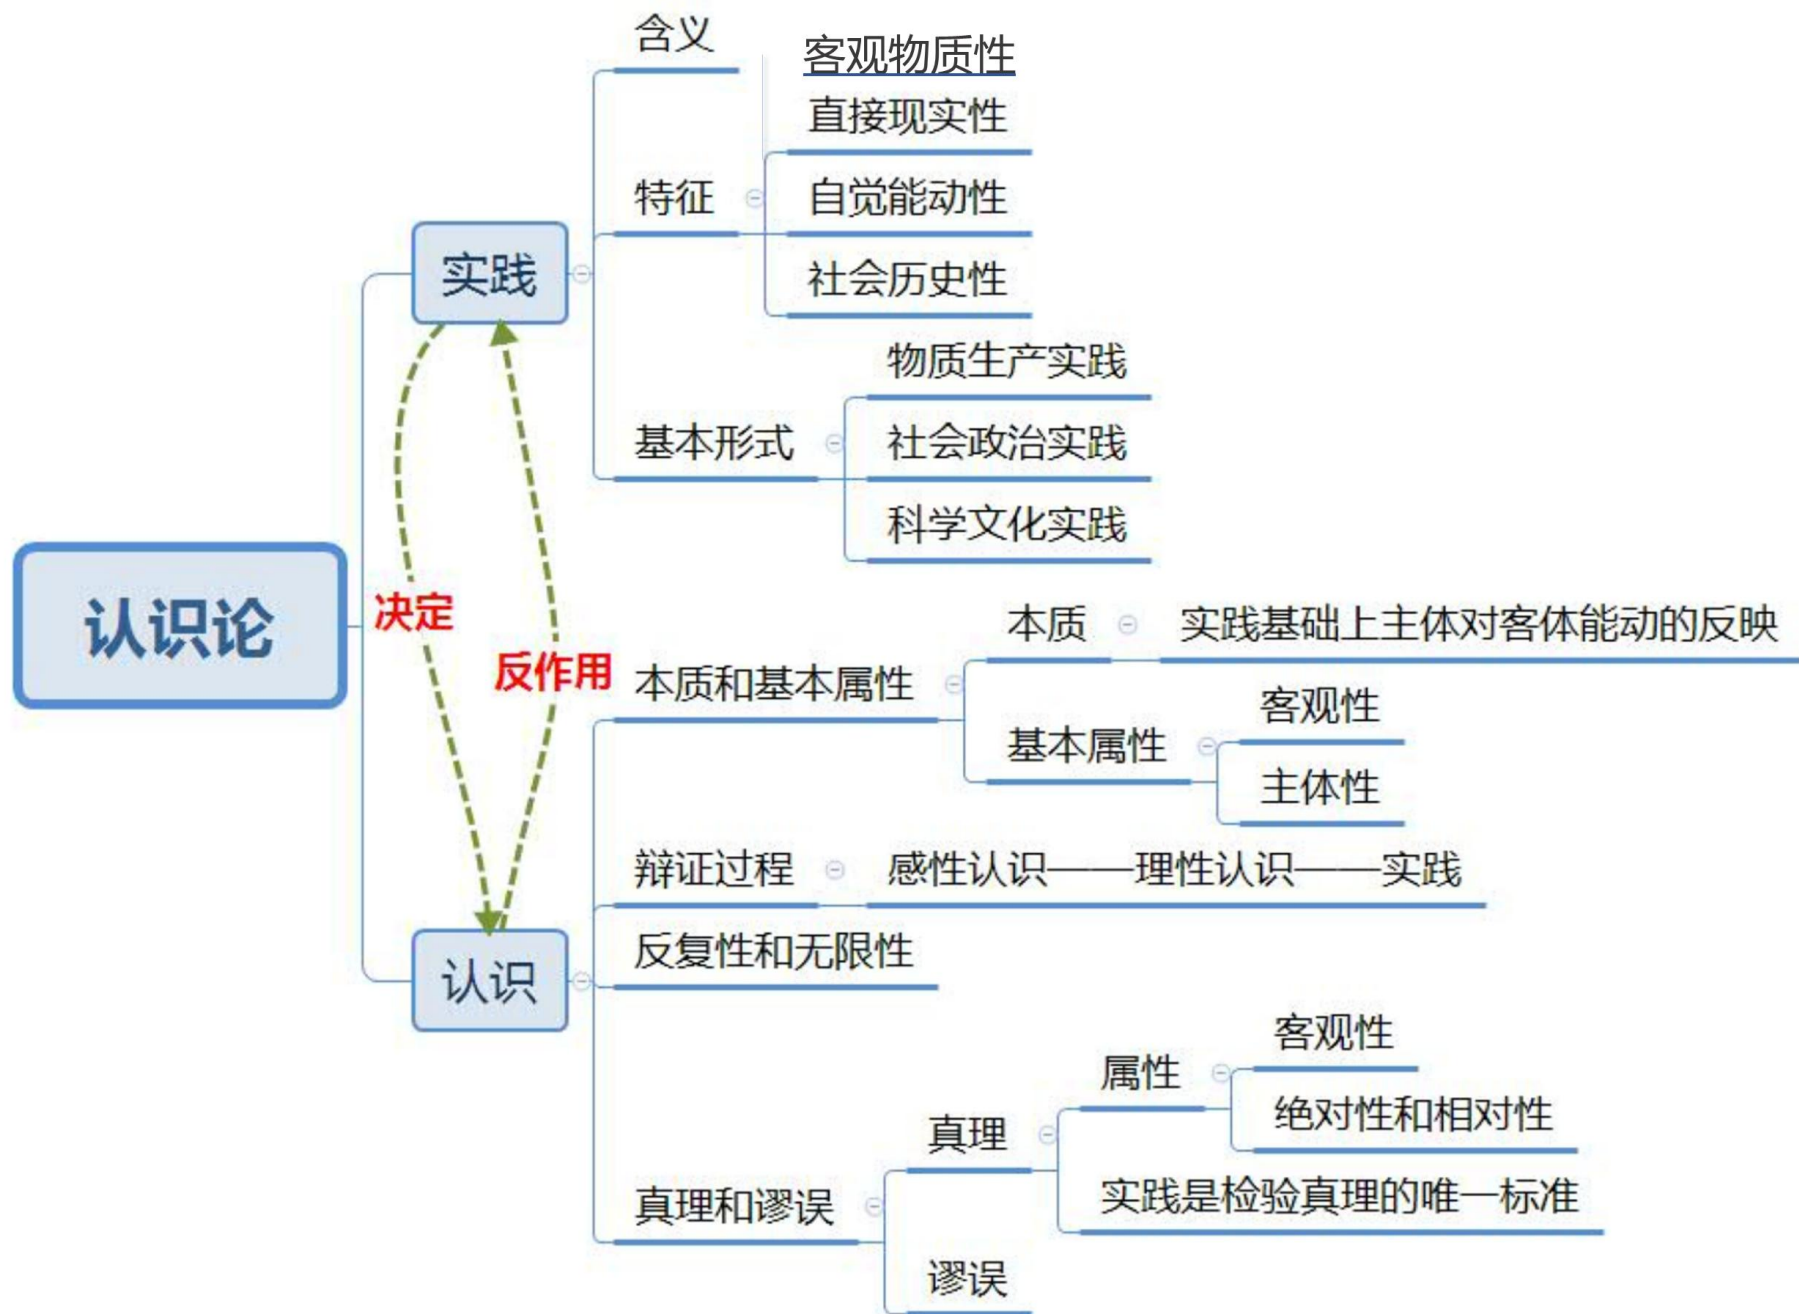 认识论
决定
反作用
实践
含义
特征
客观物质性
直接现实性
自觉能动性
社会历史性
基本形式
物质生产实践
社会政治实践
科学文化实践
认识
本质和基本属性
本质
实践基础上主体对客体能动的反映
基本属性
客观性
主体性
辩证过程
感性认识——理性认识——实践
反复性和无限性
真理和谬误
真理
属性
客观性
绝对性和相对性
实践是检验真理的唯一标准
谬误